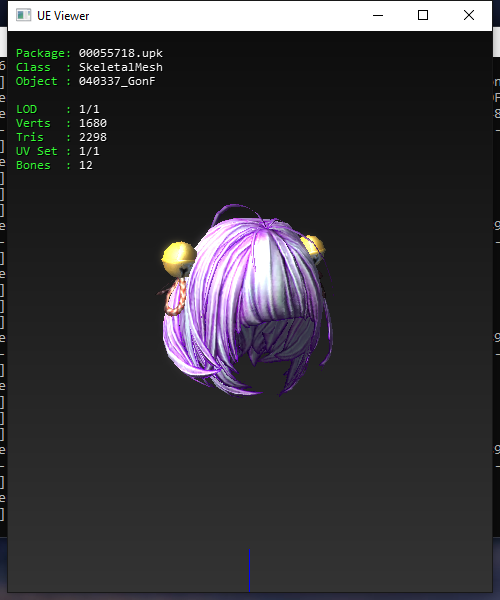 UE Viewer
Package: 00055718.upk
Class  : SkeletalMesh
Object : 040337_GonF
LOD    : 1/1
Verts  : 1680
Tris   : 2298
UV Set : 1/1
Bones  : 12